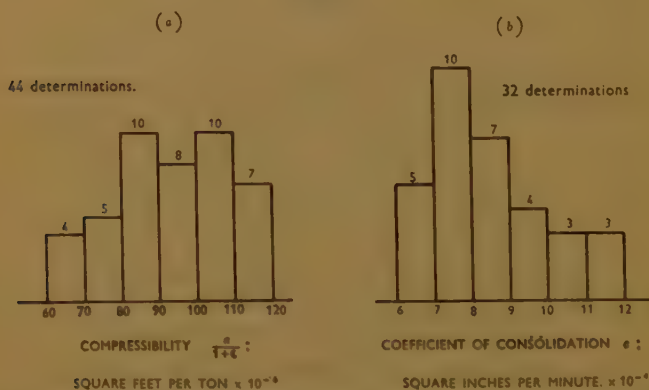 (a)
(b)
44 determinations.
32 determinations
4
5
10
8
10
7
60 70 80 90 100 110 120
5
10
7
4
3
3
6 7 8 9 10 11 12
COMPRESSIBILITY a/1+ϵ :
SQUARE FEET PER TON x
COEFFICIENT OF CONSOLIDATION c :
SQUARE INCHES PER MINUTE. x